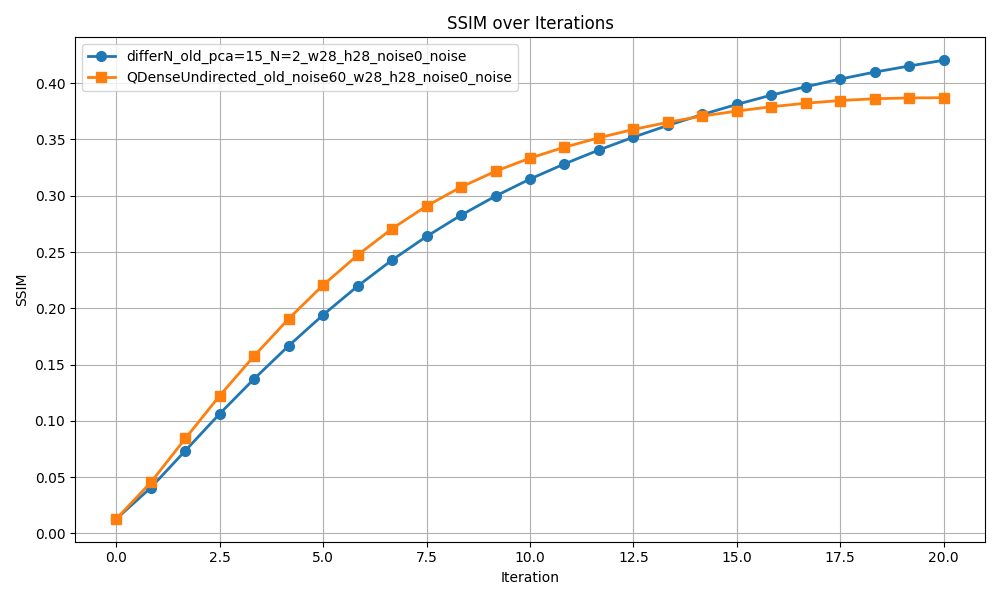 SSIM over Iterations
differN_old_pca=15_N=2_w28_h28_noise0_noise
QDenseUndirected_old_noise60_w28_h28_noise0_noise
SSIM
0.40
0.35
0.30
0.25
0.20
0.15
0.10
0.05
0.00
0.0 2.5 5.0 7.5 10.0 12.5 15.0 17.5 20.0
Iteration